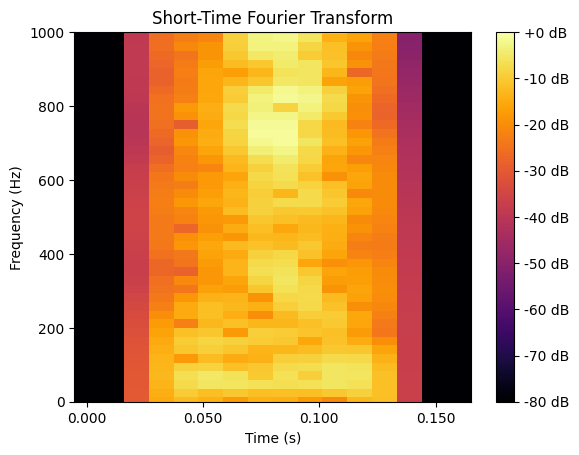 Short-Time Fourier Transform
1000
800
600
400
200
0
Frequency (Hz)
0.000
0.050
0.100
0.150
Time (s)
+0 dB
-10 dB
-20 dB
-30 dB
-40 dB
-50 dB
-60 dB
-70 dB
-80 dB